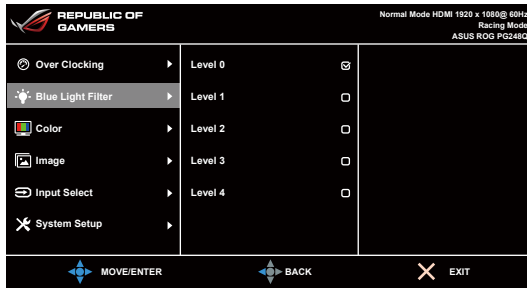 REPUBLIC OF
GAMERS
Normal Mode HDMI 1920 x 1080@ 60Hz
Racing Mode
ASUS ROG PG248Q
Over Clocking
Blue Light Filter
Color
Image
Input Select
System Setup
Level 0
Level 1
Level 2
Level 3
Level 4
MOVE/ENTER
BACK
EXIT